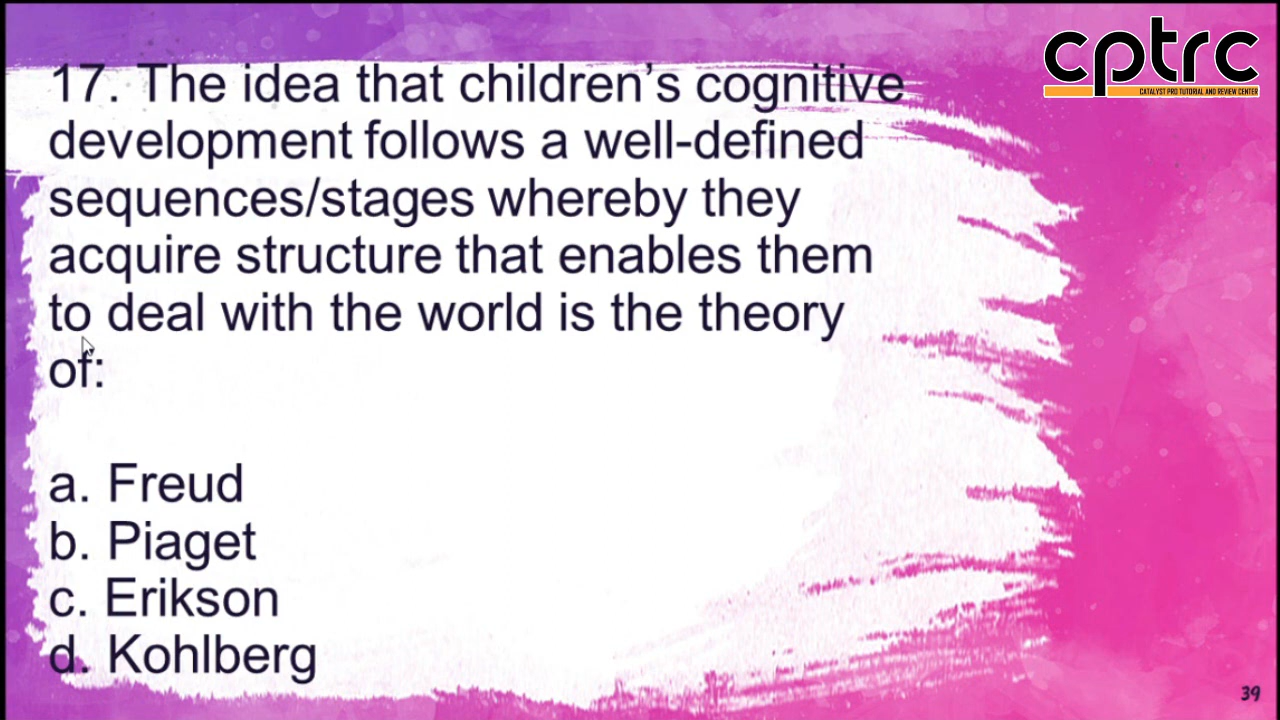 cptrc
CATALYST PRO TUTORIAL AND REVIEW CENTER
17. The idea that children’s cognitive
development follows a well-defined
sequences/stages whereby they
acquire structure that enables them
to deal with the world is the theory
of:
a. Freud
b. Piaget
c. Erikson
d. Kohlberg
39